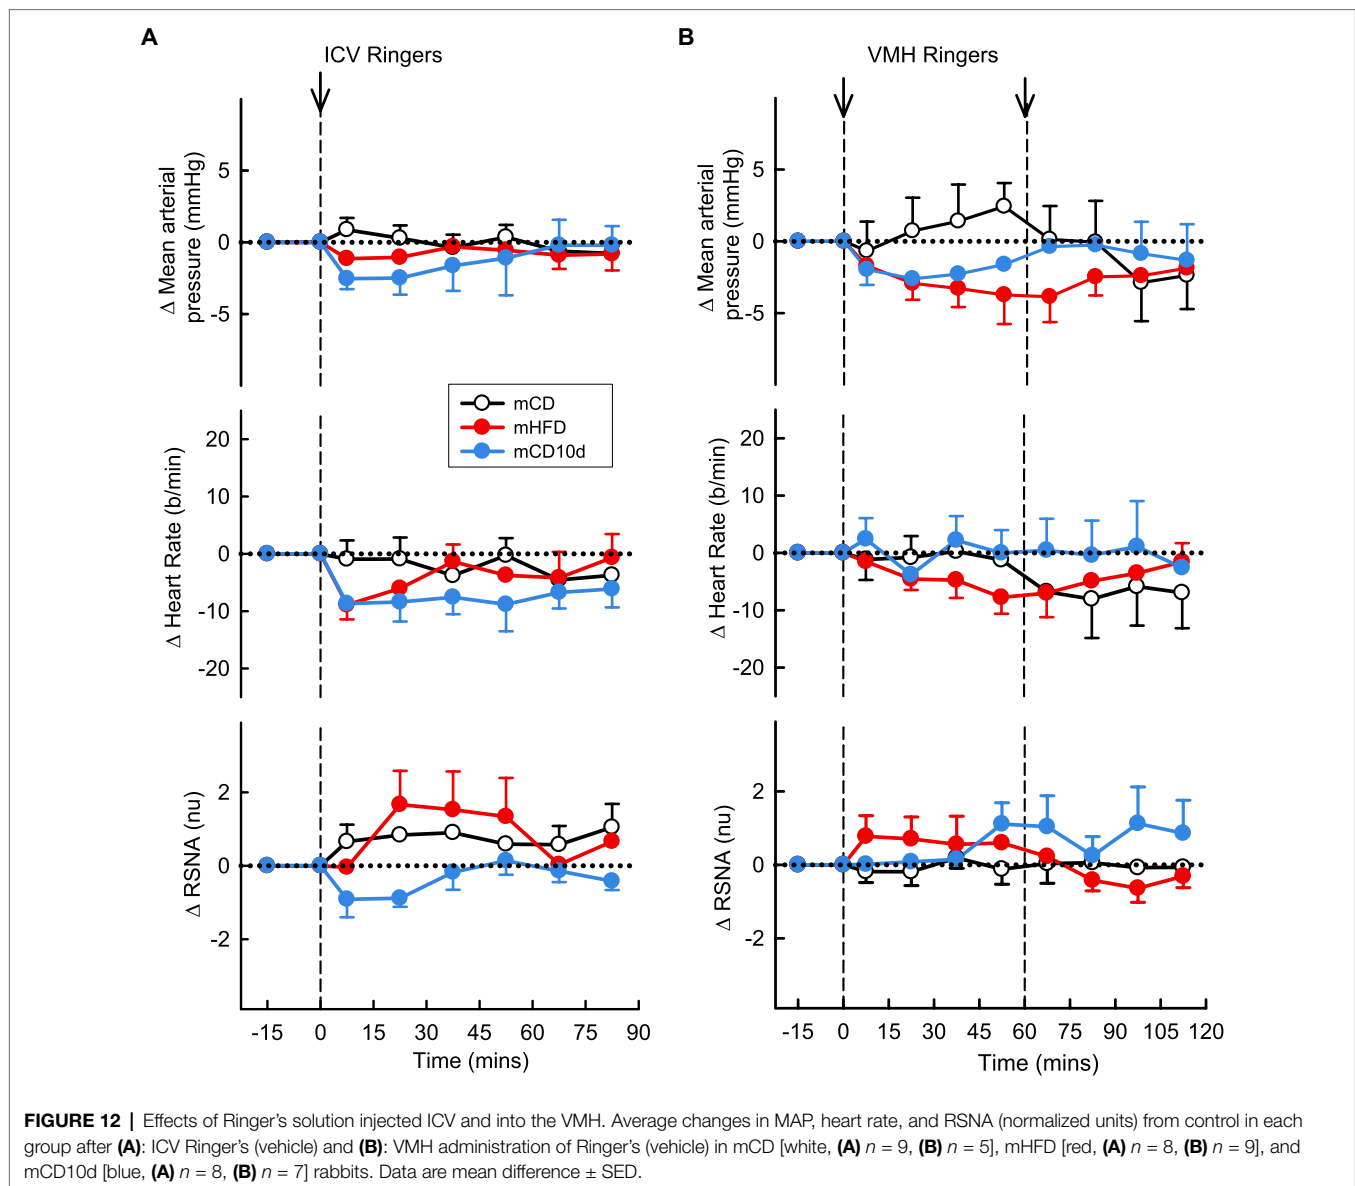 A
ICV Ringers
B
VMH Ringers
Δ Mean arterial
pressure (mmHg)
5
0
-5
Δ Mean arterial
pressure (mmHg)
5
0
-5
mCD
mHFD
mCD10d
Δ Heart Rate (b/min)
20
10
0
-10
-20
Δ Heart Rate (b/min)
20
10
0
-10
-20
Δ RSNA (nu)
2
0
-2
Δ RSNA (nu)
2
0
-2
-15 0 15 30 45 60 75 90
Time (mins)
-15 0 15 30 45 60 75 90 105 120
Time (mins)
FIGURE 12 | Effects of Ringer's solution injected ICV and into the VMH. Average changes in MAP, heart rate, and RSNA (normalized units) from control in each
group after (A): ICV Ringer's (vehicle) and (B): VMH administration of Ringer's (vehicle) in mCD [white, (A) n = 9, (B) n = 5], mHFD [red, (A) n = 8, (B) n = 9], and
mCD10d [blue, (A) n = 8, (B) n = 7] rabbits. Data are mean difference ± SED.